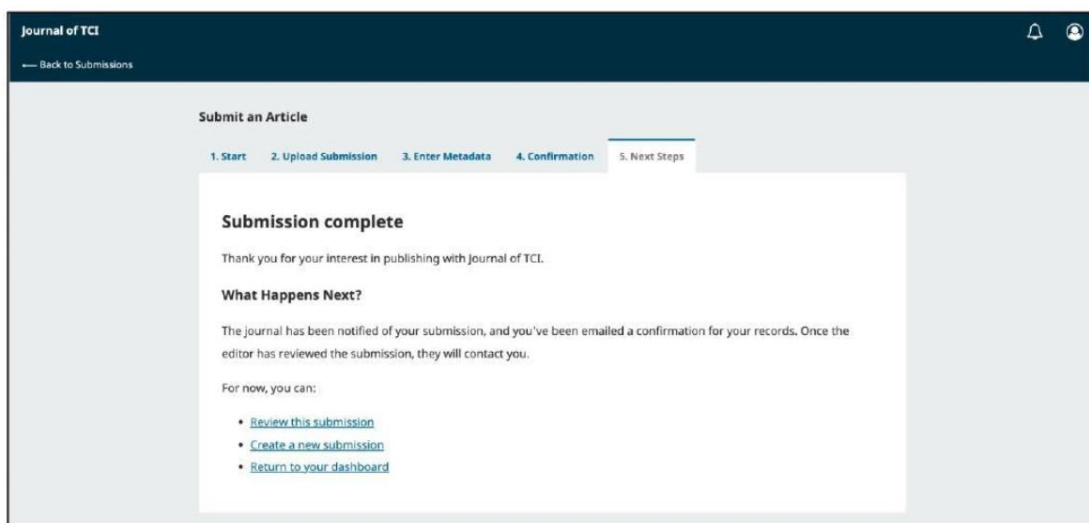 Journal of TCI
← Back to Submissions
Submit an Article
1. Start 2. Upload Submission 3. Enter Metadata 4. Confirmation 5. Next Steps
Submission complete
Thank you for your interest in publishing with Journal of TCI.
What Happens Next?
The journal has been notified of your submission, and you've been emailed a confirmation for your records. Once the
editor has reviewed the submission, they will contact you.
For now, you can:
• Review this submission
• Create a new submission
• Return to your dashboard